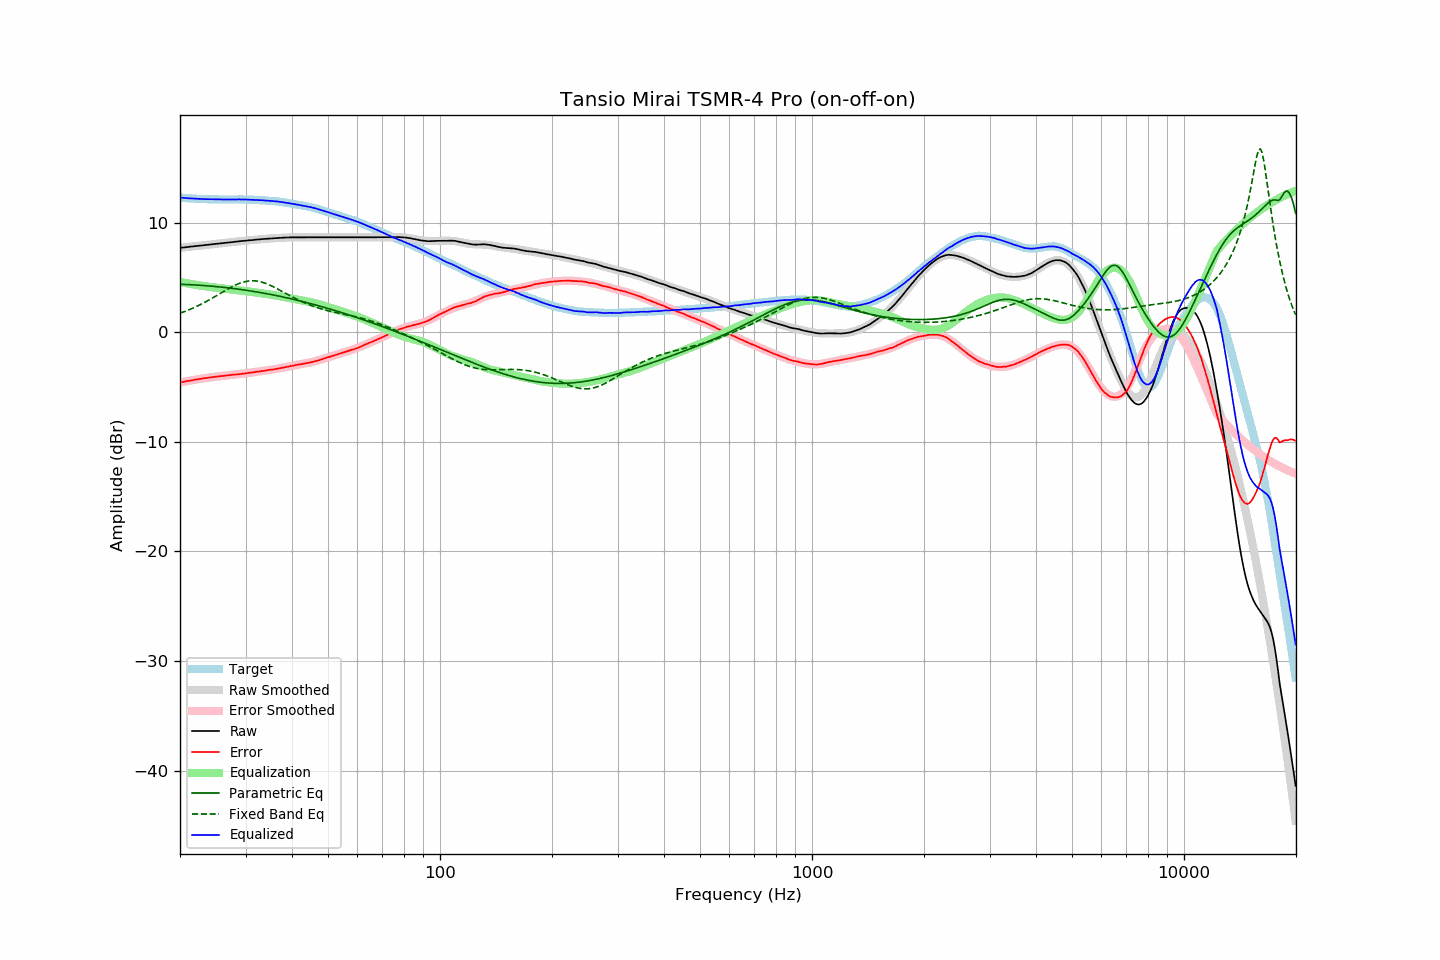 Tansio Mirai TSMR-4 Pro (on-off-on)
Amplitude (dBr)
10
0
−10
−20
−30
−40
Target
Raw Smoothed
Error Smoothed
Raw
Error
Equalization
Parametric Eq
Fixed Band Eq
Equalized
100
1000
10000
Frequency (Hz)